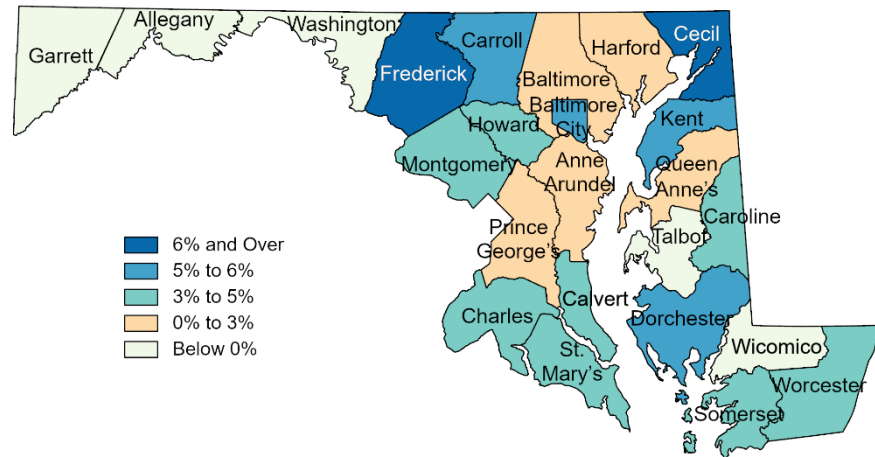 Garrett
Allegany
Washington
Frederick
Carroll
Baltimore
Baltimore
City
Harford
Cecil
Kent
Howard
Montgomery
Anne
Arundel
Queen
Anne's
Caroline
Talbot
Prince
George's
Calvert
Charles
St.
Mary's
Dorchester
Wicomico
Worcester
Somerset
6% and Over
5% to 6%
3% to 5%
0% to 3%
Below 0%